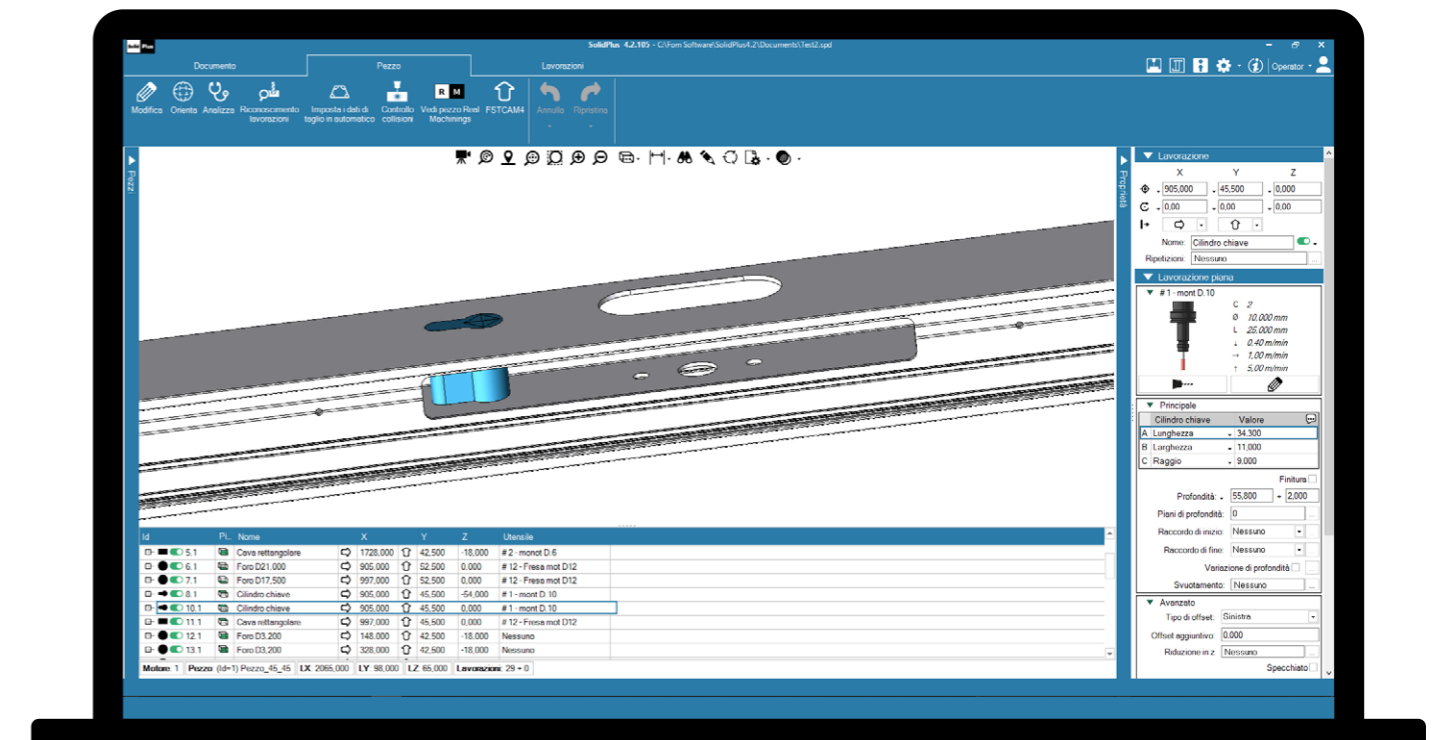 Solid Plus
SolidPlus 4.2.105 - C:\Fom Software\SolidPlus4.2\Documents\Test2.spd
Documento Pezzo Lavorazioni
Operator
Modifica Orienta Analizza Riconoscimento lavorazioni Imposta i dati di taglio in automatico Controllo collisioni R M Vedi pezzo Real Machinings FSTCAM4 Annulla Ripristina
Pezzi
Proprietà
Lavorazione
X Y Z
905,000 45,500 0,000
0,00 0,00 0,00
Nome: Cilindro chiave
Ripetizioni: Nessuno ...
Lavorazione piana
# 1 - mont D.10
C 2
Ø 10.000 mm
L 25.000 mm
↓ 0.40 m/min
→ 1,00 m/min
↑ 5,00 m/min
Principale
Cilindro chiave Valore
A Lunghezza 34.300
B Larghezza 11,000
C Raggio 9.000
Finitura
Profondità: 55,800 + 2,000
Piani di profondità: 0 ...
Raccordo di inizio: Nessuno
Raccordo di fine: Nessuno
Variazione di profondità ...
Svuotamento: Nessuno ...
Avanzato
Tipo di offset: Sinistra
Offset aggiuntivo: 0.000
Riduzione in z Nessuno ...
Specchiato
Id Pi.. Nome X Y Z Utensile
5.1 Cava rettangolare 1728,000 42,500 -18,000 # 2 - monot D.6
6.1 Foro D21.000 905.000 52.500 0.000 # 12 - Fresa mot D12
7.1 Foro D17,500 997,000 52,500 0,000 # 12 - Fresa mot D12
8.1 Cilindro chiave 905,000 45,500 -54,000 # 1 - mont D.10
10.1 Cilindro chiave 905,000 45,500 0,000 # 1 - mont D.10
11.1 Cava rettangolare 997,000 45,500 0,000 # 12 - Fresa mot D12
12.1 Foro D3,200 148,000 42,500 -18,000 Nessuno
13.1 Foro D3,200 328,000 42,500 -18,000 Nessuno
Motore: 1 Pezzo: (Id=1) Pezzo_45_45 LX 2065,000 LY 98,000 LZ 65,000 Lavorazioni: 29 + 0